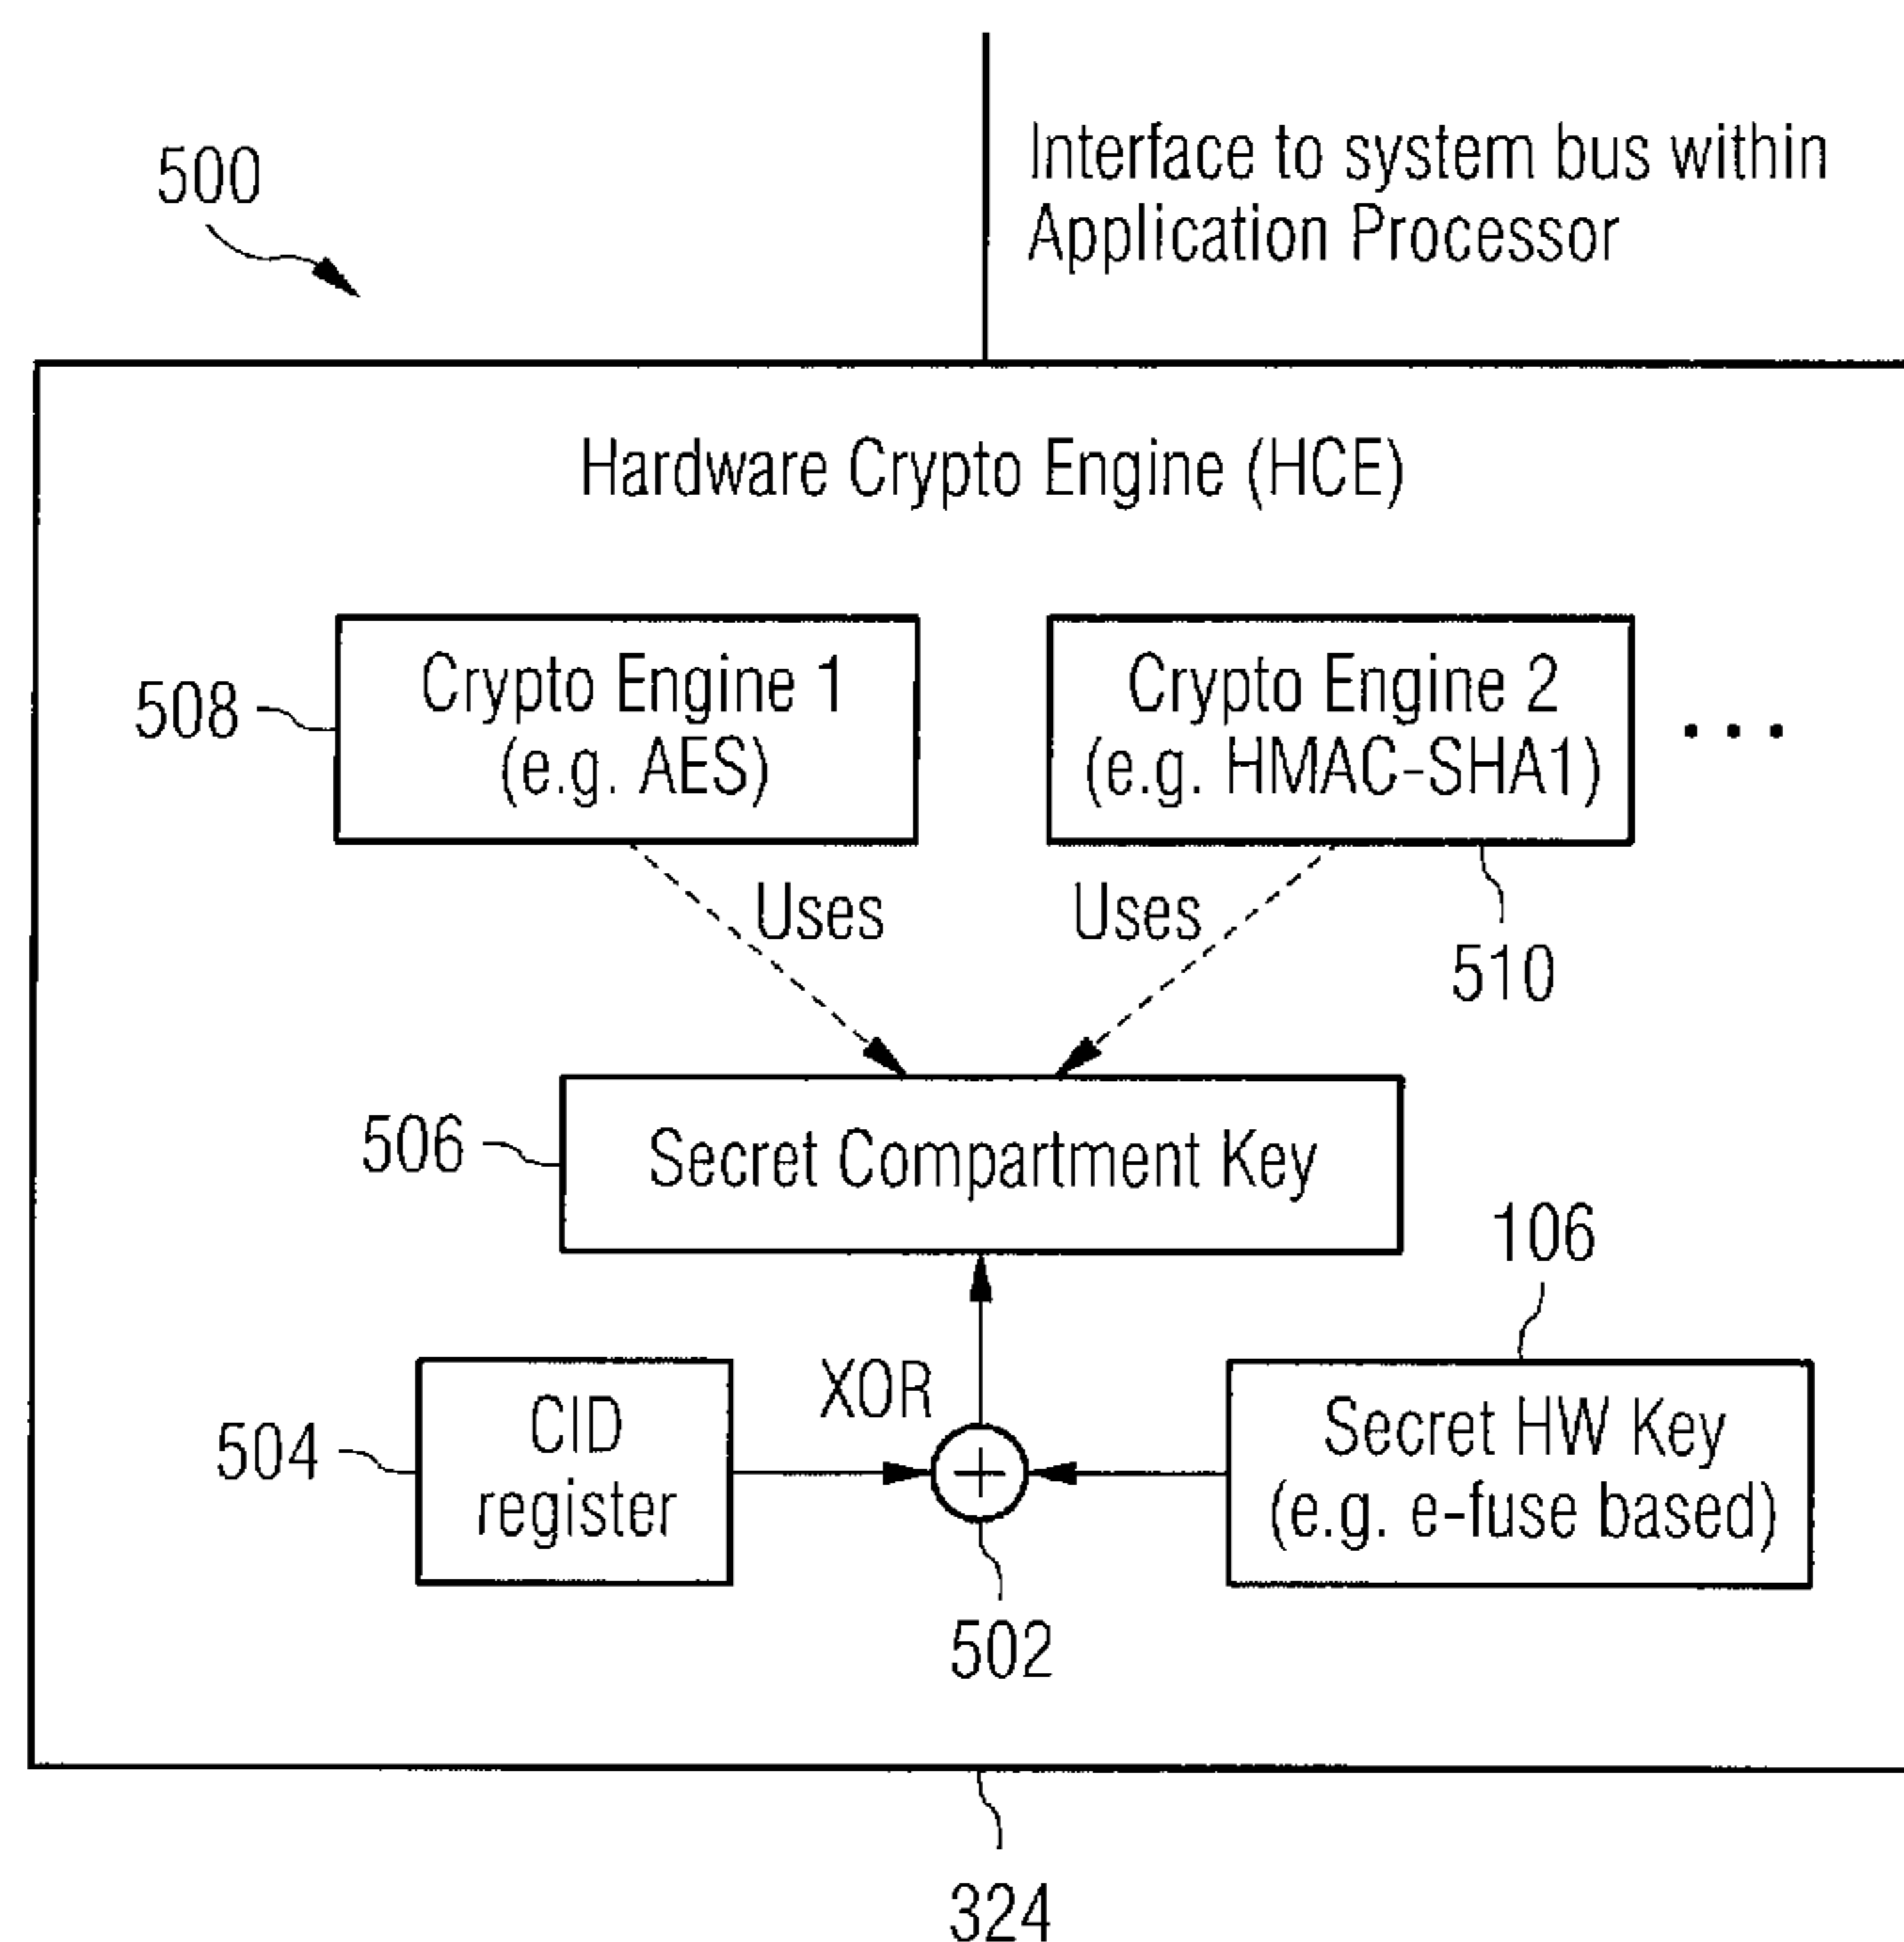 500
Interface to system bus within
Application Processor
Hardware Crypto Engine (HCE)
508
Crypto Engine 1
(e.g. AES)
Crypto Engine 2
(e.g. HMAC-SHA1)
...
Uses
Uses
510
506
Secret Compartment Key
106
504
CID
register
XOR
Secret HW Key
(e.g. e-fuse based)
502
324